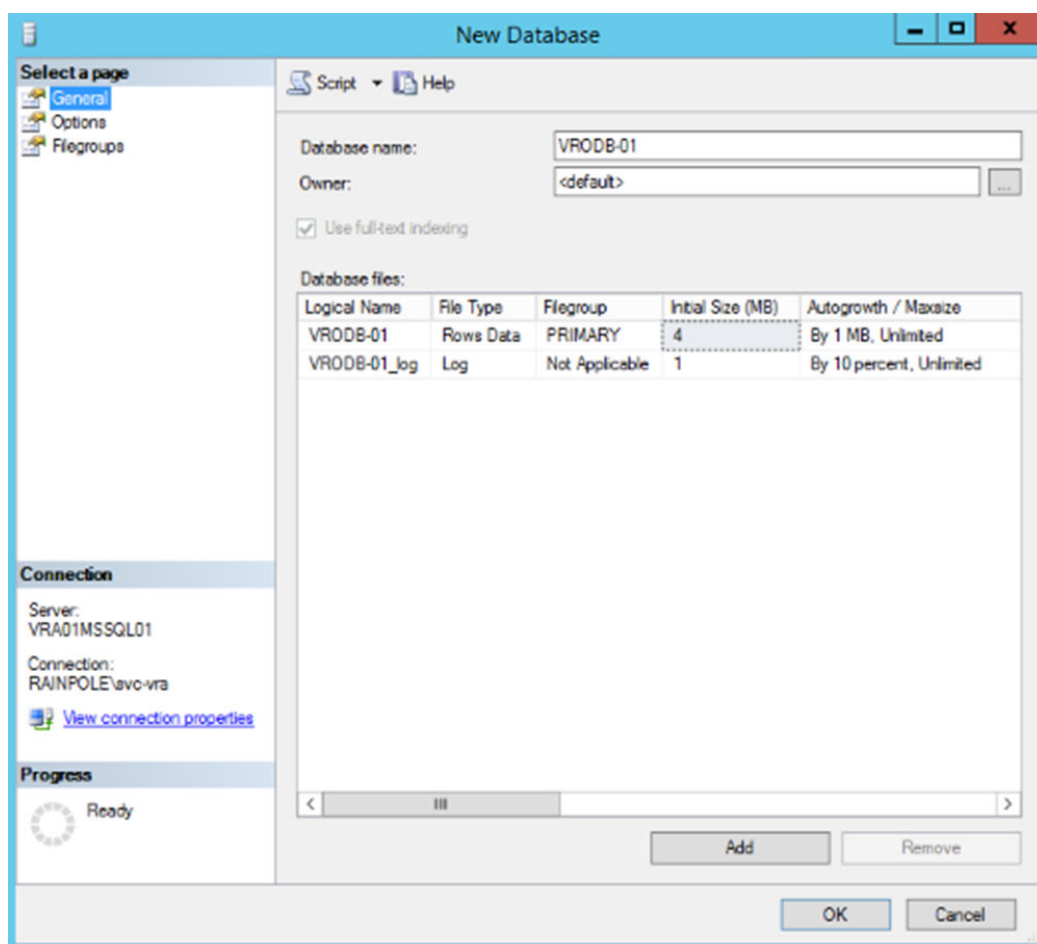 New Database
Select a page
General
Options
Filegroups
Script Help
Database name: VRODB-01
Owner: <default> ...
Use full-text indexing
Database files:
Logical Name File Type Filegroup Initial Size (MB) Autogrowth / Maxsize
VRODB-01 Rows Data PRIMARY 4 By 1 MB, Unlimited
VRODB-01_log Log Not Applicable 1 By 10 percent, Unlimited
Connection
Server:
VRA01MSSQL01
Connection:
RAINPOLE\svc-vra
View connection properties
Progress
Ready
Add Remove
OK Cancel